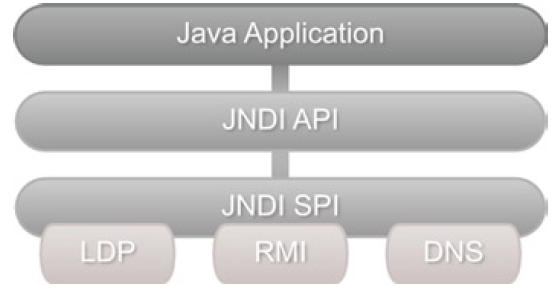 Java Application
JNDI API
JNDI SPI
LDP RMI DNS